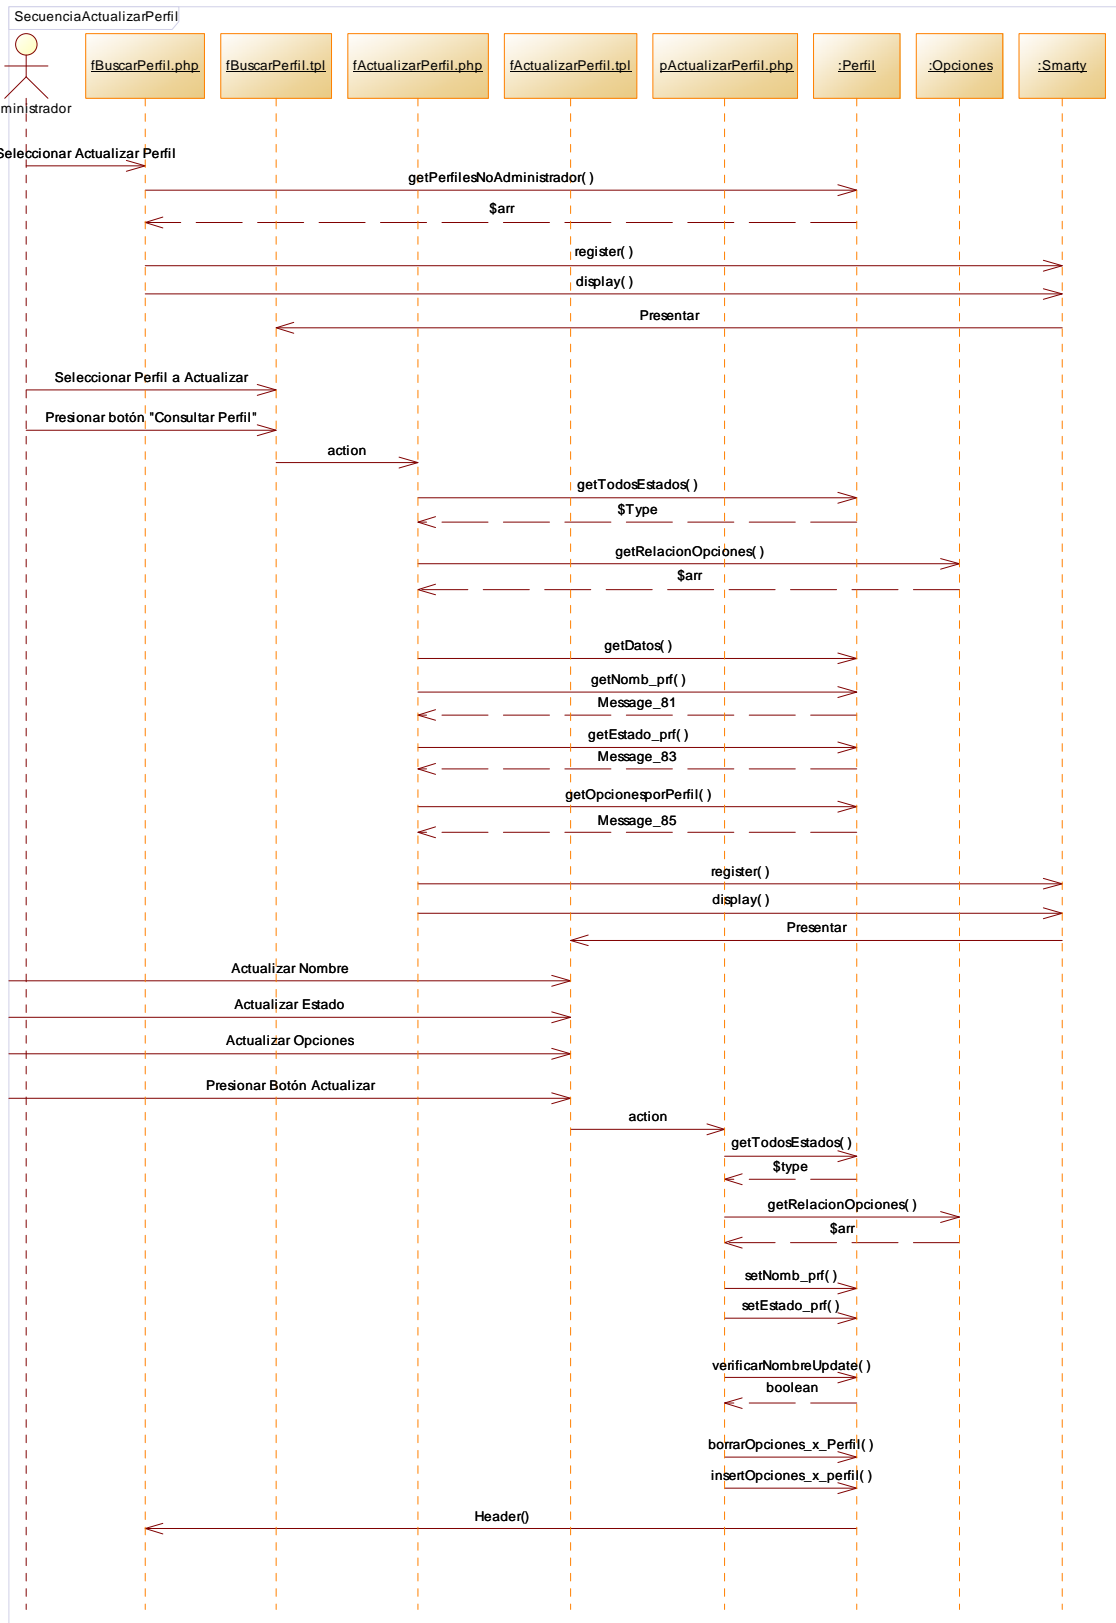 SecuenciaActualizarPerfil
fBuscarPerfil.php
fBuscarPerfil.tpl
fActualizarPerfil.php
fActualizarPerfil.tpl
pActualizarPerfil.php
:Perfil
:Opciones
:Smarty
ministrador
Seleccionar Actualizar Perfil
getPerfilesNoAdministrador( )
$arr
register( )
display( )
Presentar
Seleccionar Perfil a Actualizar
Presionar botón "Consultar Perfil"
action
getTodosEstados( )
$Type
getRelacionOpciones( )
$arr
getDatos( )
getNomb_prf( )
Message_81
getEstado_prf( )
Message_83
getOpcionesporPerfil( )
Message_85
register( )
display( )
Presentar
Actualizar Nombre
Actualizar Estado
Actualizar Opciones
Presionar Botón Actualizar
action
getTodosEstados( )
$type
getRelacionOpciones( )
$arr
setNomb_prf( )
setEstado_prf( )
verificarNombreUpdate( )
boolean
borrarOpciones_x_Perfil( )
insertOpciones_x_perfil( )
Header()